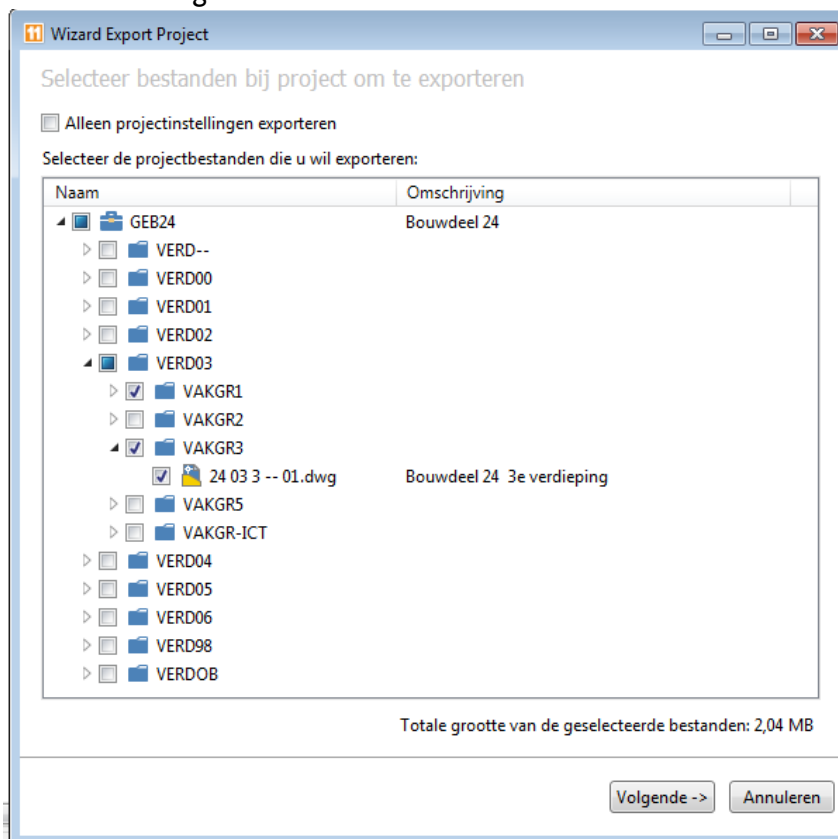 Wizard Export Project
Selecteer bestanden bij project om te exporteren
Alleen projectinstellingen exporteren
Selecteer de projectbestanden die u wil exporteren:
Naam Omschrijving
GEB24 Bouwdeel 24
VERD--
VERD00
VERD01
VERD02
VERD03
VAKGR1
VAKGR2
VAKGR3
24 03 3 -- 01.dwg Bouwdeel 24 3e verdieping
VAKGR5
VAKGR-ICT
VERD04
VERD05
VERD06
VERD98
VERDOB
Totale grootte van de geselecteerde bestanden: 2,04 MB
Volgende -> Annuleren